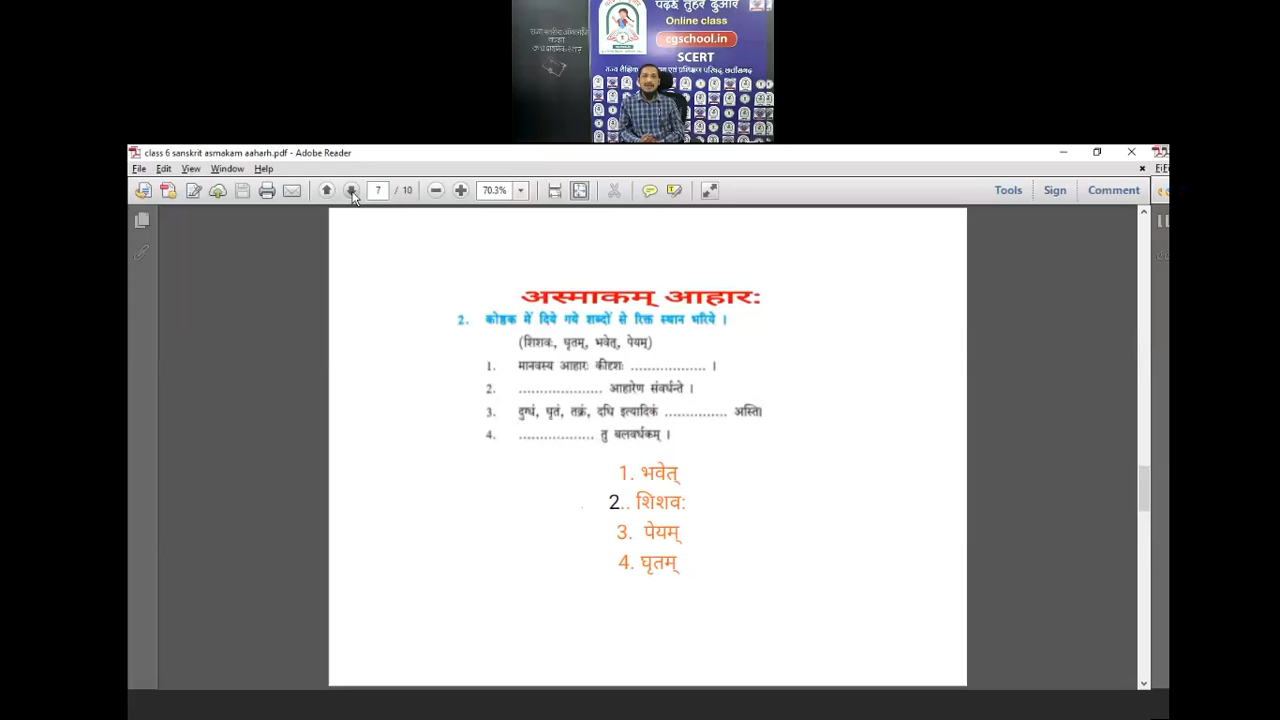 पढ़ई तुंहर दुआर
Online class
cgschool.in
SCERT
class 6 sanskrit asmakam aaharh.pdf - Adobe Reader
File Edit View Window Help
7 / 10 70.3% Tools Sign Comment
अस्माकम् आहार:
2. कोष्ठक में दिये गये शब्दों से रिक्त स्थान भरिये ।
(शिशवः, घृतम्, भवेत्, पेयम्)
1. मानवस्य आहारः कीदृशः .................. ।
2. .................... आहारेण संवर्धन्ते ।
3. दुग्धं, घृतं, तक्रं, दधि इत्यादिकं ............... अस्ति।
4. .................. तु बलवर्धकम् ।
1. भवेत्
2.. शिशव:
3. पेयम्
4. घृतम्